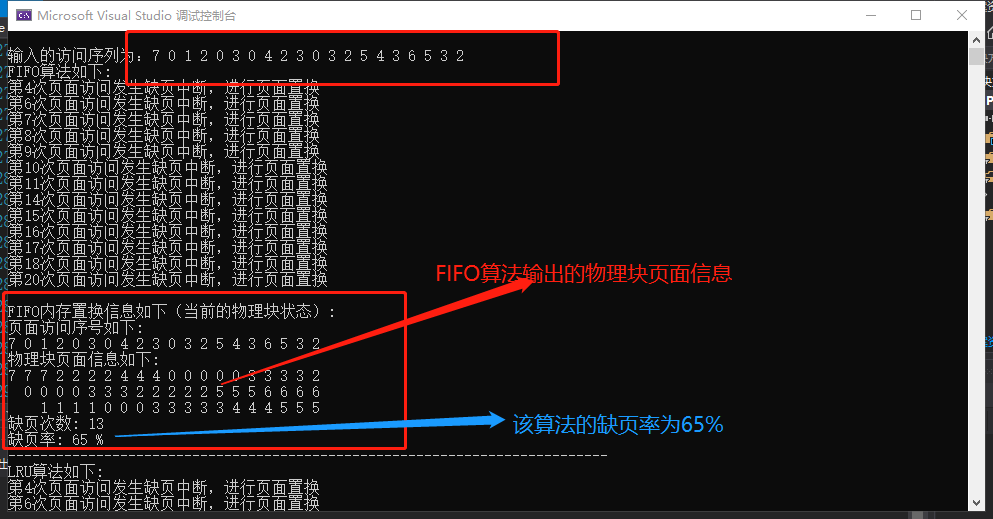 Microsoft Visual Studio 调试控制台
输入的访问序列为：7 0 1 2 0 3 0 4 2 3 0 3 2 5 4 3 6 5 3 2
FIFO算法如下:
第4次页面访问发生缺页中断，进行页面置换
第6次页面访问发生缺页中断，进行页面置换
第7次页面访问发生缺页中断，进行页面置换
第8次页面访问发生缺页中断，进行页面置换
第9次页面访问发生缺页中断，进行页面置换
第10次页面访问发生缺页中断，进行页面置换
第11次页面访问发生缺页中断，进行页面置换
第14次页面访问发生缺页中断，进行页面置换
第15次页面访问发生缺页中断，进行页面置换
第16次页面访问发生缺页中断，进行页面置换
第17次页面访问发生缺页中断，进行页面置换
第18次页面访问发生缺页中断，进行页面置换
第20次页面访问发生缺页中断，进行页面置换
FIFO算法输出的物理块页面信息
FIFO内存置换信息如下（当前的物理块状态）:
页面访问序号如下:
7 0 1 2 0 3 0 4 2 3 0 3 2 5 4 3 6 5 3 2
物理块页面信息如下:
7 7 7 2 2 2 2 4 4 4 0 0 0 0 0 3 3 3 3 2
0 0 0 0 3 3 3 2 2 2 2 2 5 5 5 6 6 6 6
1 1 1 1 0 0 0 3 3 3 3 3 4 4 4 5 5 5
缺页次数: 13
缺页率: 65 %
该算法的缺页率为65%
---------------------------------------------------------------------------
LRU算法如下:
第4次页面访问发生缺页中断，进行页面置换
第6次页面访问发生缺页中断，进行页面置换